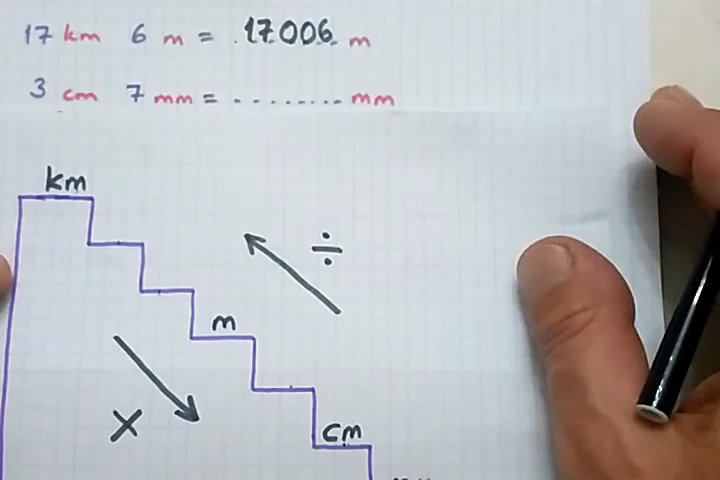 17 km 6 m = .17.006. m
3 cm 7 mm = ........ mm
km
÷
m
×
cm